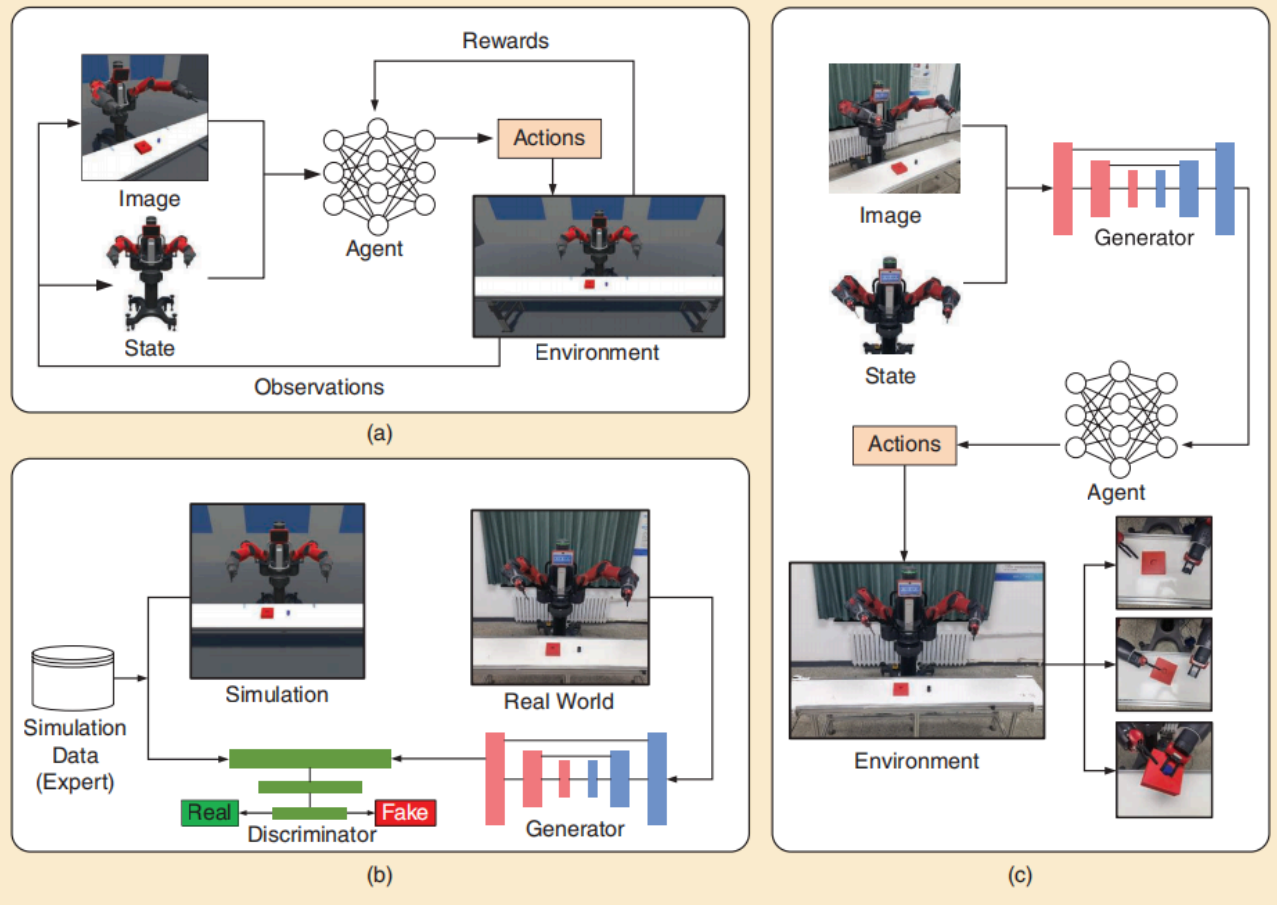 Rewards
Image
Agent
Actions
State
Environment
Observations
(a)
Simulation
Real World
Simulation
Data
(Expert)
Real
Fake
Discriminator
Generator
(b)
Image
Generator
State
Actions
Agent
Environment
(c)